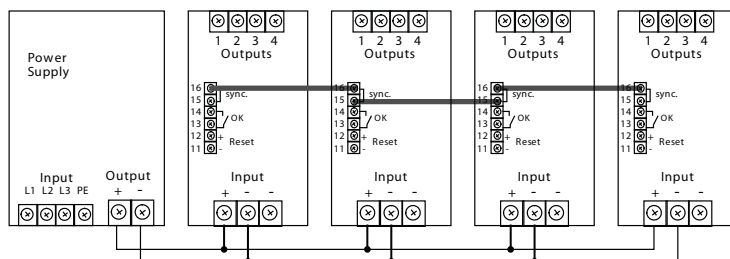 Power
Supply
Input
L1 L2 L3 PE
Output
+ -
1 2 3 4
Outputs
16
15
sync.
14
13
OK
12
11
+
Reset
-
Input
+ - -
1 2 3 4
Outputs
16
15
sync.
14
13
OK
12
11
+
Reset
-
Input
+ - -
1 2 3 4
Outputs
16
15
sync.
14
13
OK
12
11
+
Reset
-
Input
+ - -
1 2 3 4
Outputs
16
15
sync.
14
13
OK
12
11
+
Reset
-
Input
+ - -